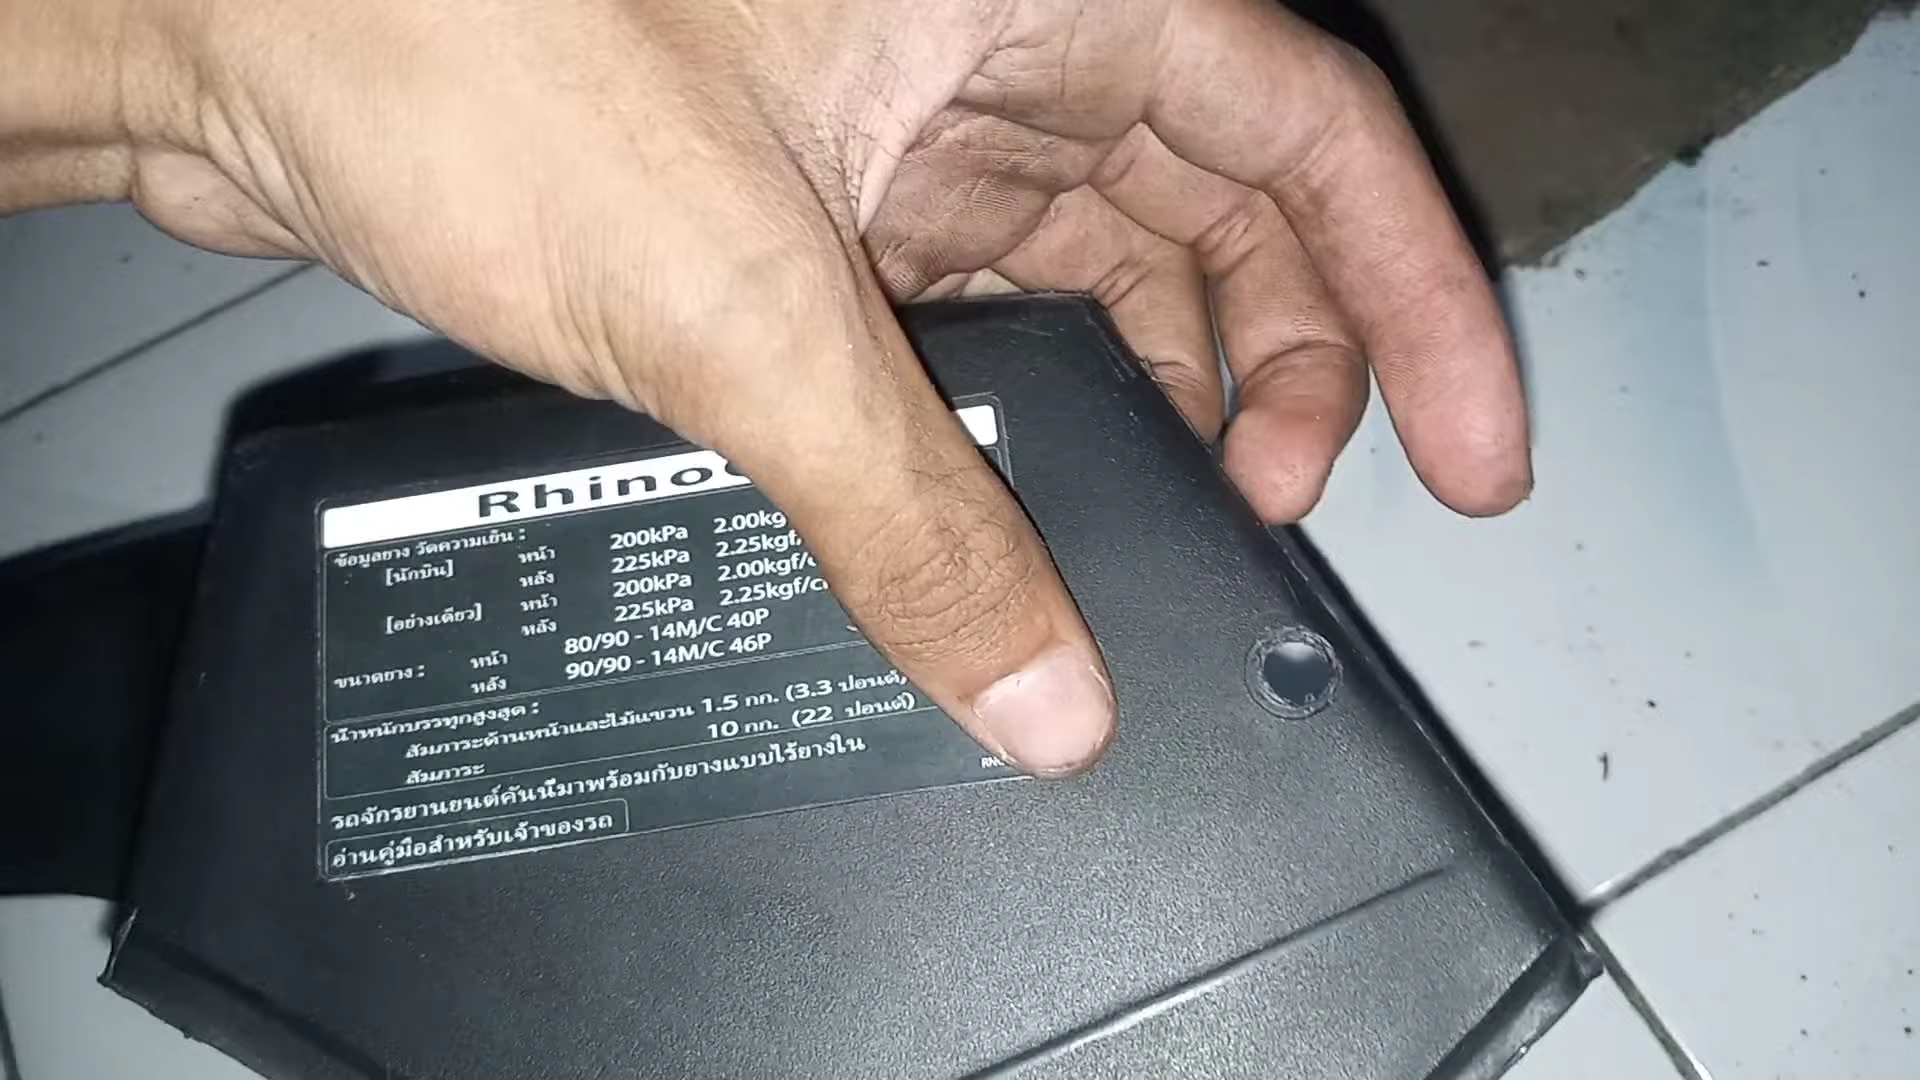 Rhino
ข้อมูลยาง วัดความเย็น :
[นักบิน] หน้า 200kPa 2.00kg
หลัง 225kPa 2.25kgf/
[อย่างเดียว] หน้า 200kPa 2.00kgf/c
หลัง 225kPa 2.25kgf/c
ขนาดยาง : หน้า 80/90 - 14M/C 40P
หลัง 90/90 - 14M/C 46P
น้ำหนักบรรทุกสูงสุด :
สัมภาระด้านหน้าและไม้แขวน 1.5 กก. (3.3 ปอนด์)
สัมภาระ 10 กก. (22 ปอนด์)
รถจักรยานยนต์คันนี้มาพร้อมกับยางแบบไร้ยางใน
อ่านคู่มือสำหรับเจ้าของรถ